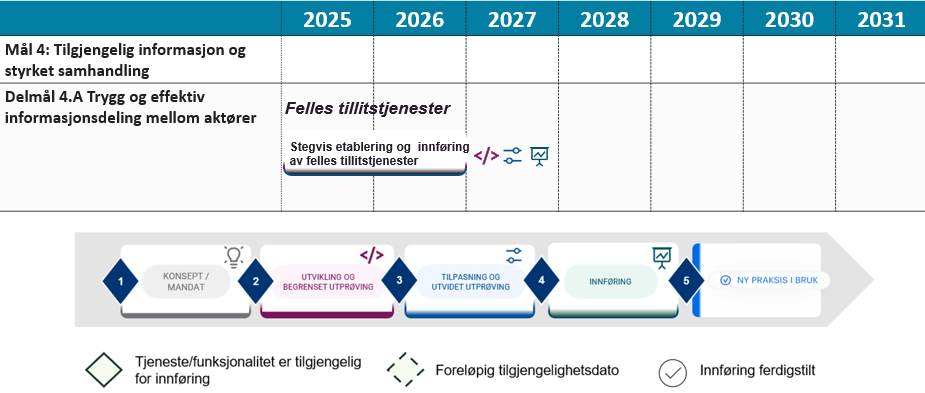 2025 2026 2027 2028 2029 2030 2031
Mål 4: Tilgjengelig informasjon og
styrket samhandling
Delmål 4.A Trygg og effektiv
informasjonsdeling mellom aktører
Felles tillitstjenester
Stegvis etablering og innføring
av felles tillitstjenester
</>
</>
1
KONSEPT /
MANDAT
2
UTVIKLING OG
BEGRENSET UTPRØVING
3
TILPASNING OG
UTVIDET UTPRØVING
4
INNFØRING
5
NY PRAKSIS I BRUK
Tjeneste/funksjonalitet er tilgjengelig
for innføring
Foreløpig tilgjengelighetsdato
Innføring ferdigstilt